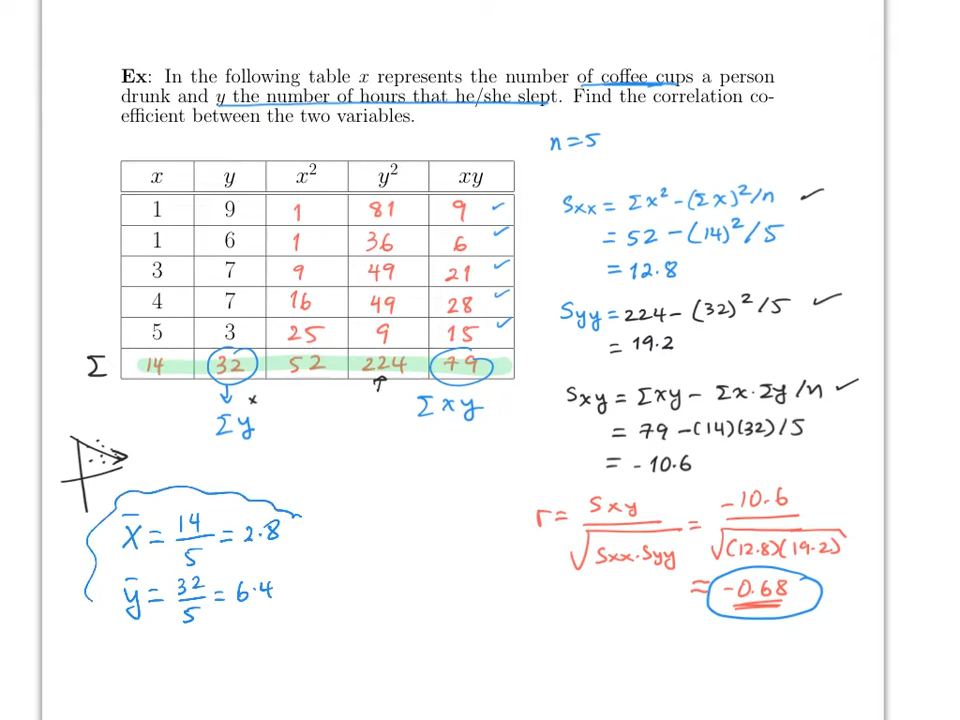 Ex: In the following table x represents the number of coffee cups a person
drunk and y the number of hours that he/she slept. Find the correlation co-
efficient between the two variables.
n=5
x y x² y² xy
1 9 1 81 9
1 6 1 36 6
3 7 9 49 21
4 7 16 49 28
5 3 25 9 15
Σ 14 32 52 224 79
Σy
Σxy
Sxx = Σx² - (Σx)²/n
= 52 - (14)²/5
= 12.8
Syy = 224 - (32)²/5
= 19.2
Sxy = Σxy - Σx·Σy/n
= 79 - (14)(32)/5
= -10.6
x̄ = 14/5 = 2.8
ȳ = 32/5 = 6.4
r = Sxy/√Sxx·Syy = -10.6/√(12.8)(19.2)
≈ -0.68